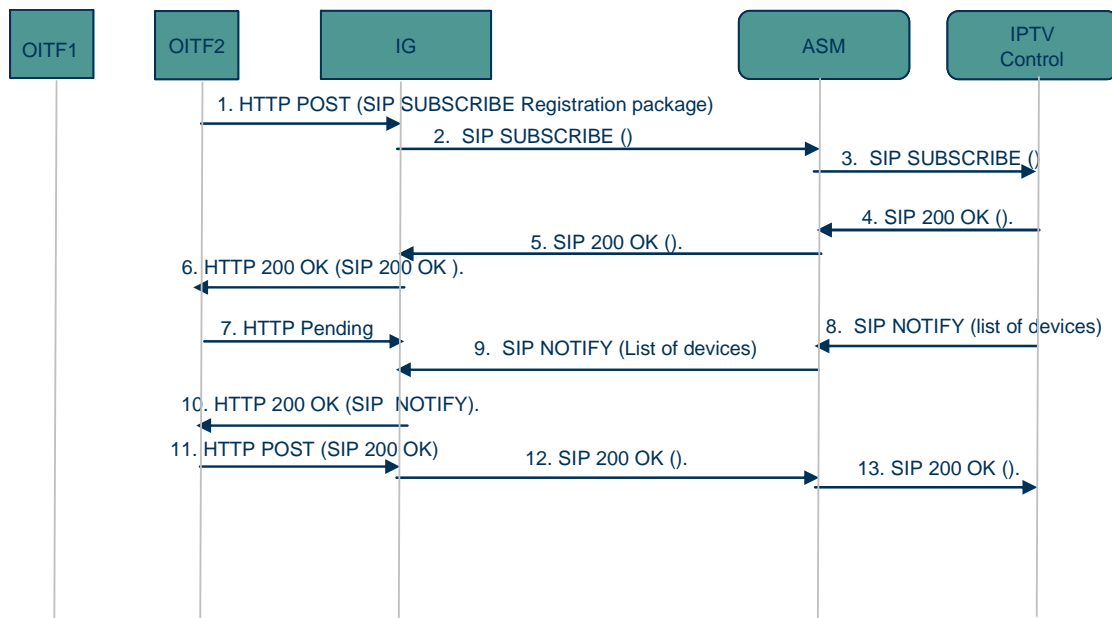 OITF1
OITF2
IG
ASM
IPTV
Control
1. HTTP POST (SIP SUBSCRIBE Registration package)
2.  SIP SUBSCRIBE ()
3.  SIP SUBSCRIBE ()
4. SIP 200 OK ().
5. SIP 200 OK ().
6. HTTP 200 OK (SIP 200 OK ).
7. HTTP Pending
8.  SIP NOTIFY (list of devices)
9.  SIP NOTIFY (List of devices)
10. HTTP 200 OK (SIP  NOTIFY).
11. HTTP POST (SIP 200 OK)
12. SIP 200 OK ().
13. SIP 200 OK ().